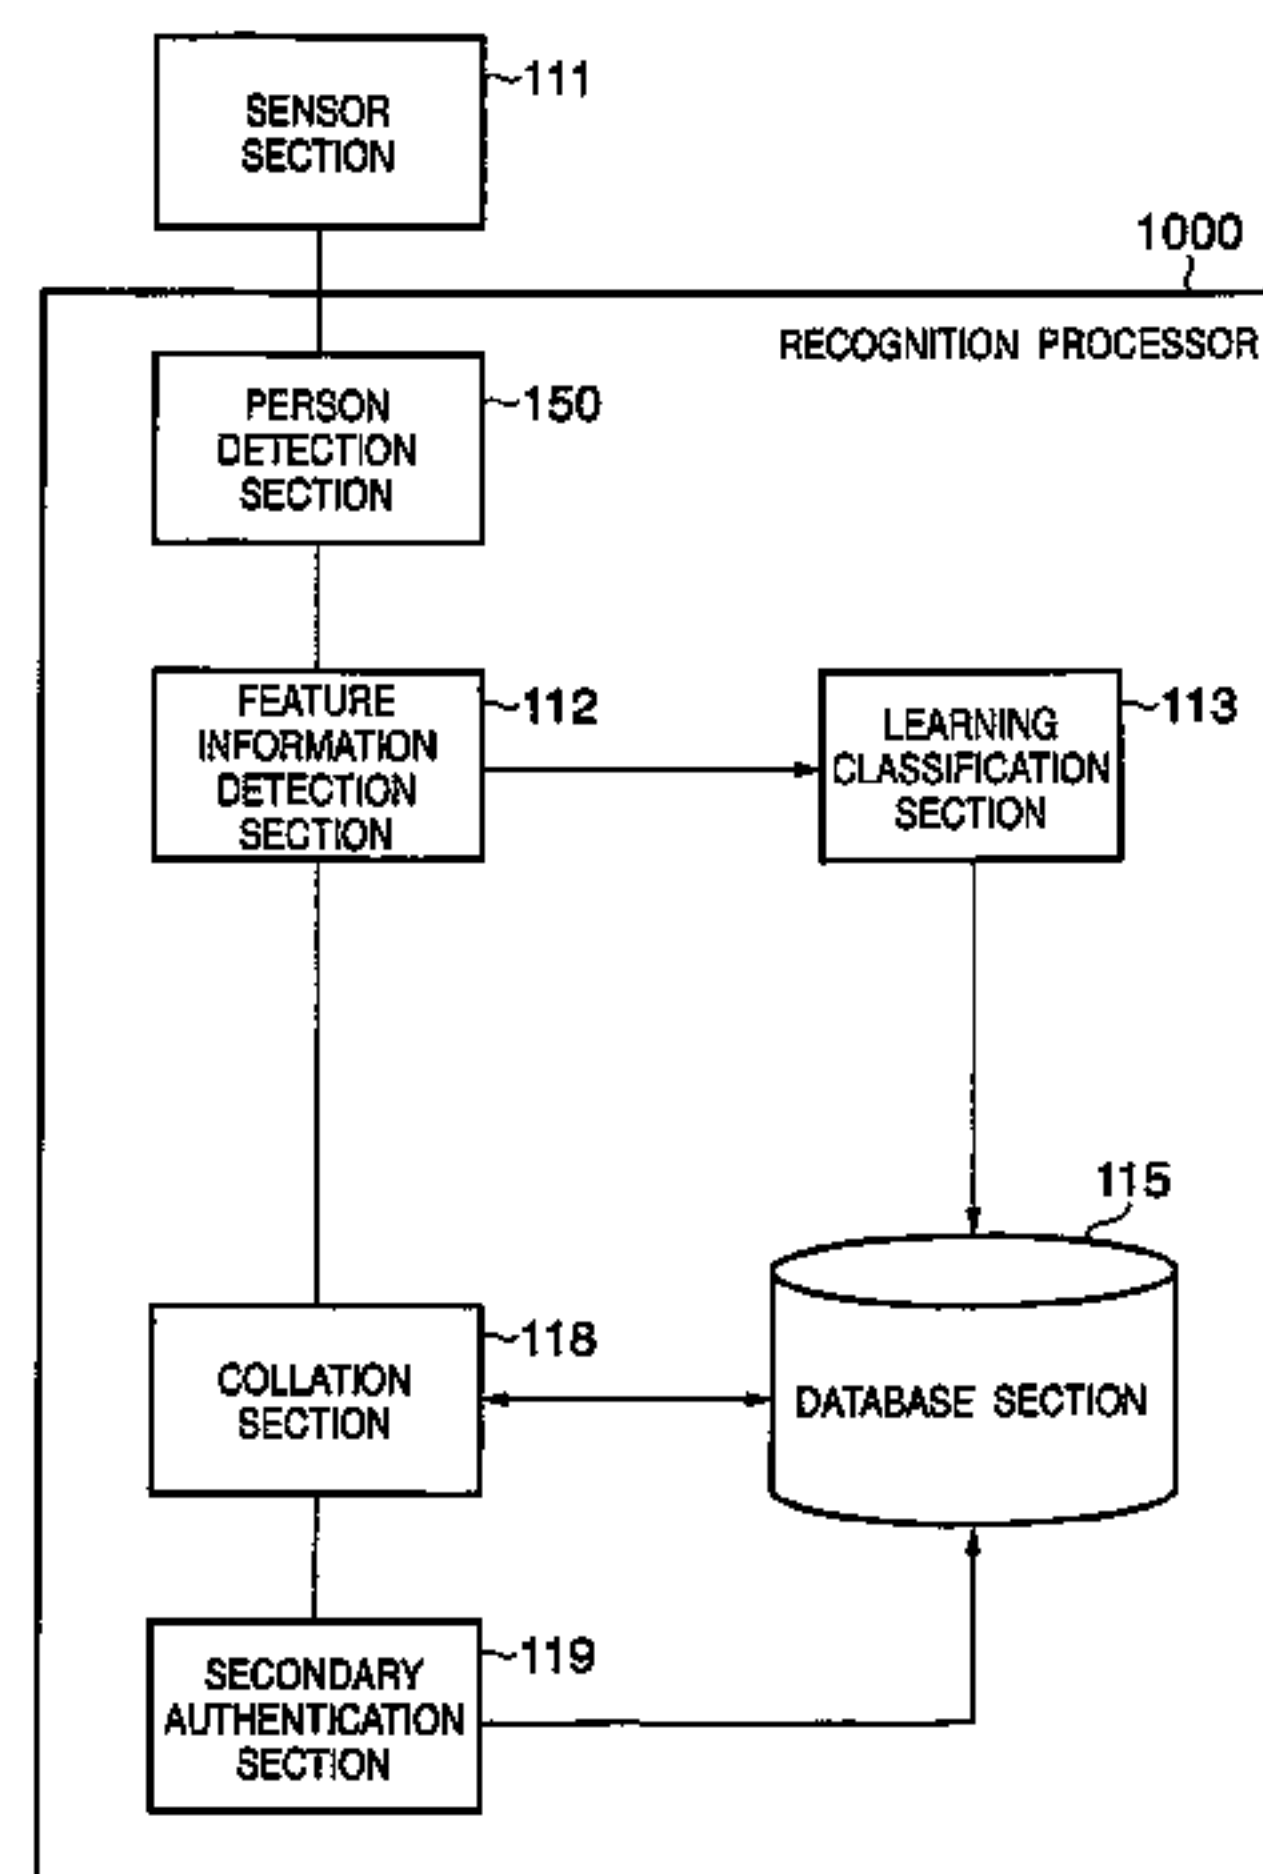 SENSOR
SECTION
111
1000
RECOGNITION PROCESSOR
PERSON
DETECTION
SECTION
150
FEATURE
INFORMATION
DETECTION
SECTION
112
LEARNING
CLASSIFICATION
SECTION
113
115
COLLATION
SECTION
118
DATABASE SECTION
SECONDARY
AUTHENTICATION
SECTION
119